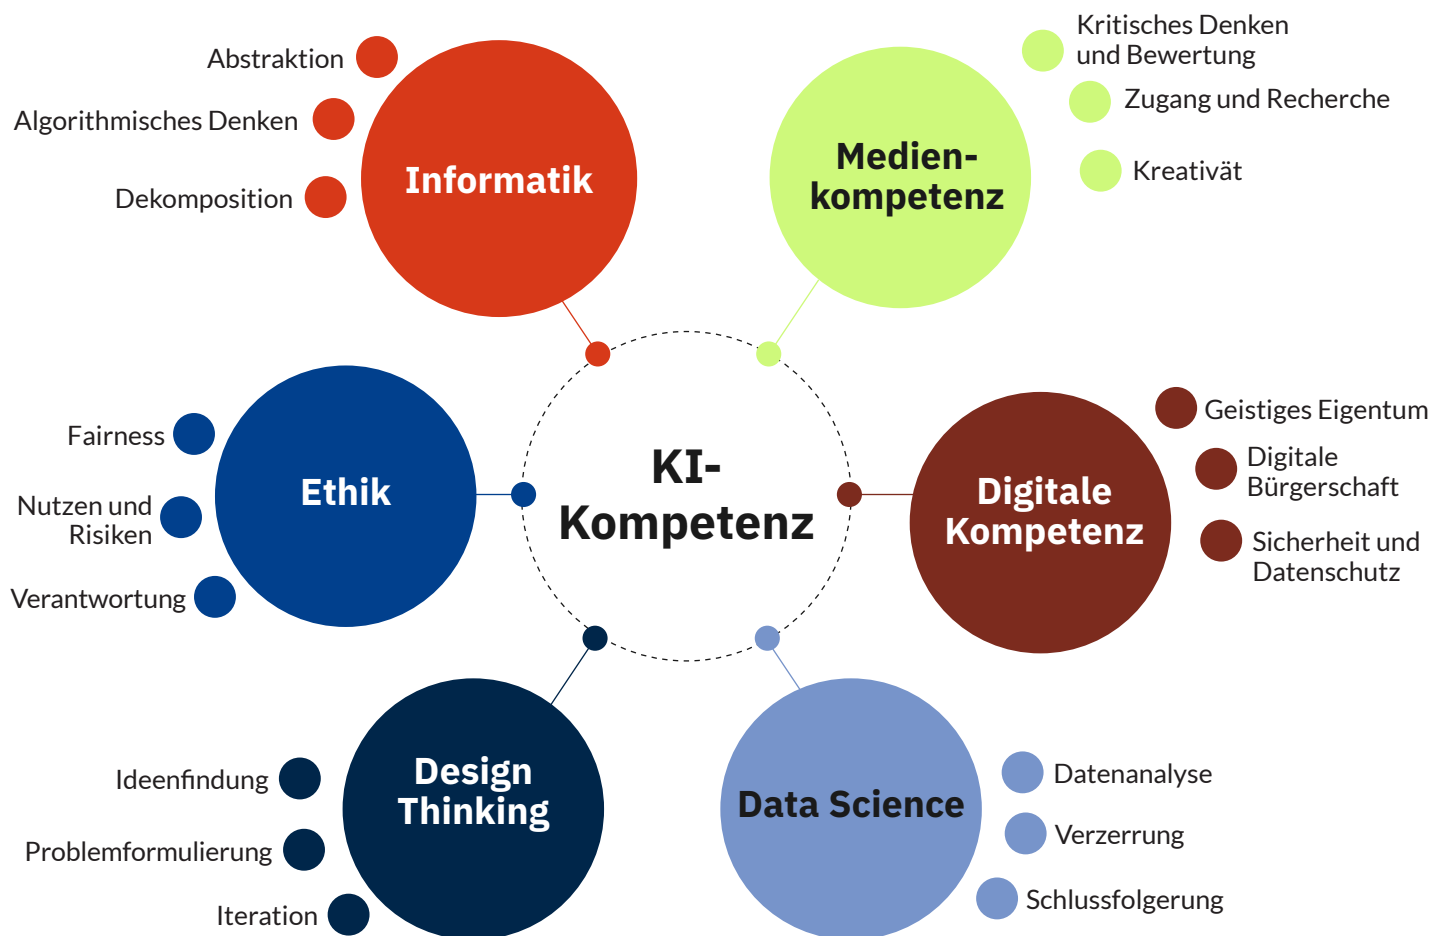 Abstraktion
Algorithmisches Denken
Dekomposition
Informatik
Medien-
kompetenz
Kritisches Denken
und Bewertung
Zugang und Recherche
Kreativät
Fairness
Nutzen und
Risiken
Verantwortung
Ethik
KI-
Kompetenz
Digitale
Kompetenz
Geistiges Eigentum
Digitale
Bürgerschaft
Sicherheit und
Datenschutz
Ideenfindung
Problemformulierung
Iteration
Design
Thinking
Data Science
Datenanalyse
Verzerrung
Schlussfolgerung